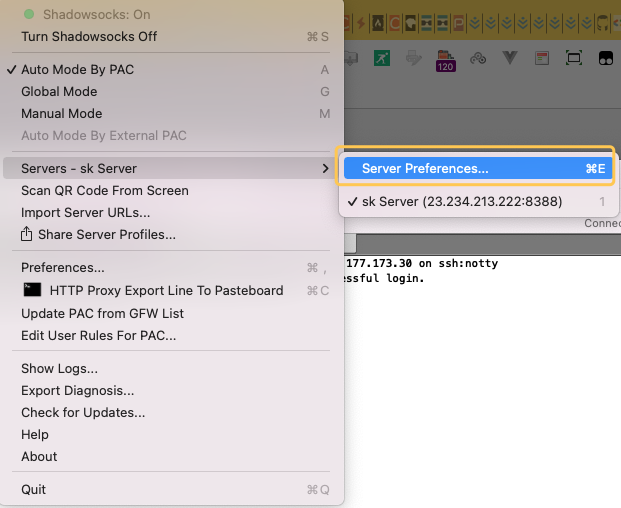 Shadowsocks: On
Turn Shadowsocks Off ⌘S
✓ Auto Mode By PAC A
Global Mode G
Manual Mode M
Auto Mode By External PAC
Servers - sk Server >
Server Preferences... ⌘E
Scan QR Code From Screen
✓ sk Server (23.234.213.222:8388) 1
Import Server URLs...
Share Server Profiles...
Preferences... ⌘,
HTTP Proxy Export Line To Pasteboard ⌘C
Update PAC from GFW List
Edit User Rules For PAC...
Show Logs...
Export Diagnosis...
Check for Updates...
Help
About
Quit ⌘Q
120
Connec
177.173.30 on ssh:notty
ssful login.